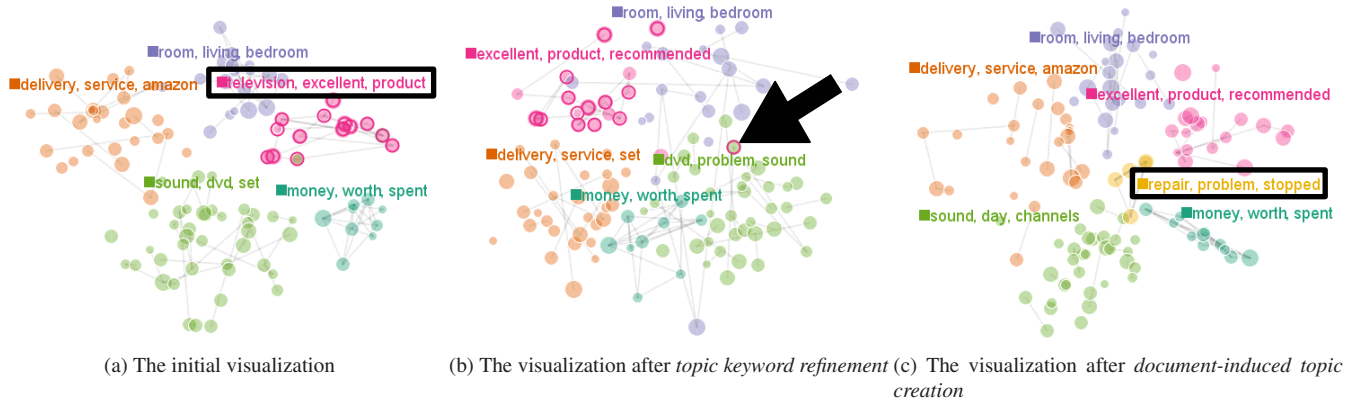 room, living, bedroom
television, excellent, product
delivery, service, amazon
sound, dvd, set
money, worth, spent
(a) The initial visualization
room, living, bedroom
excellent, product, recommended
delivery, service, set
dvd, problem, sound
money, worth, spent
(b) The visualization after topic keyword refinement
room, living, bedroom
delivery, service, amazon
excellent, product, recommended
repair, problem, stopped
sound, day, channels
money, worth, spent
(c) The visualization after document-induced topic
creation